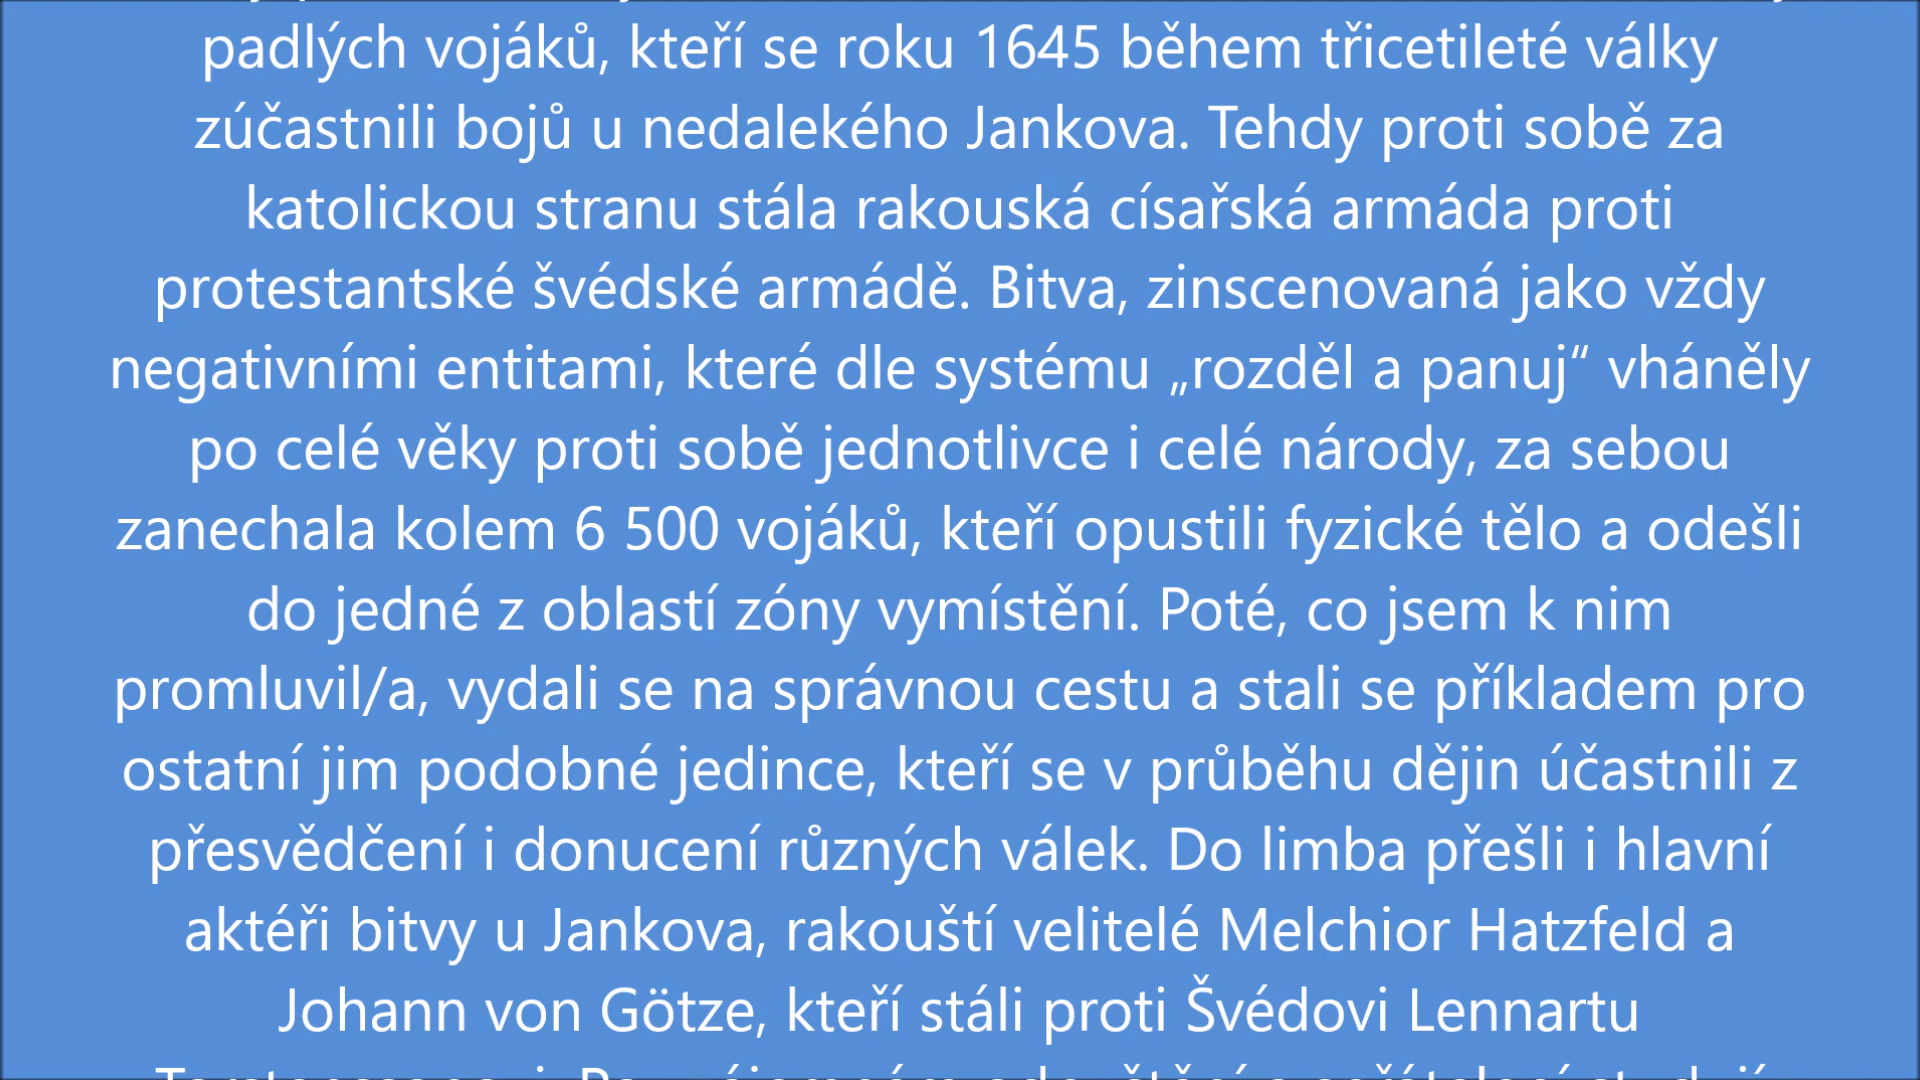 padlých vojáků, kteří se roku 1645 během třicetileté války
zúčastnili bojů u nedalekého Jankova. Tehdy proti sobě za
katolickou stranu stála rakouská císařská armáda proti
protestantské švédské armádě. Bitva, zinscenovaná jako vždy
negativními entitami, které dle systému „rozděl a panuj“ vháněly
po celé věky proti sobě jednotlivce i celé národy, za sebou
zanechala kolem 6 500 vojáků, kteří opustili fyzické tělo a odešli
do jedné z oblastí zóny vymístění. Poté, co jsem k nim
promluvil/a, vydali se na správnou cestu a stali se příkladem pro
ostatní jim podobné jedince, kteří se v průběhu dějin účastnili z
přesvědčení i donucení různých válek. Do limba přešli i hlavní
aktéři bitvy u Jankova, rakouští velitelé Melchior Hatzfeld a
Johann von Götze, kteří stáli proti Švédovi Lennartu